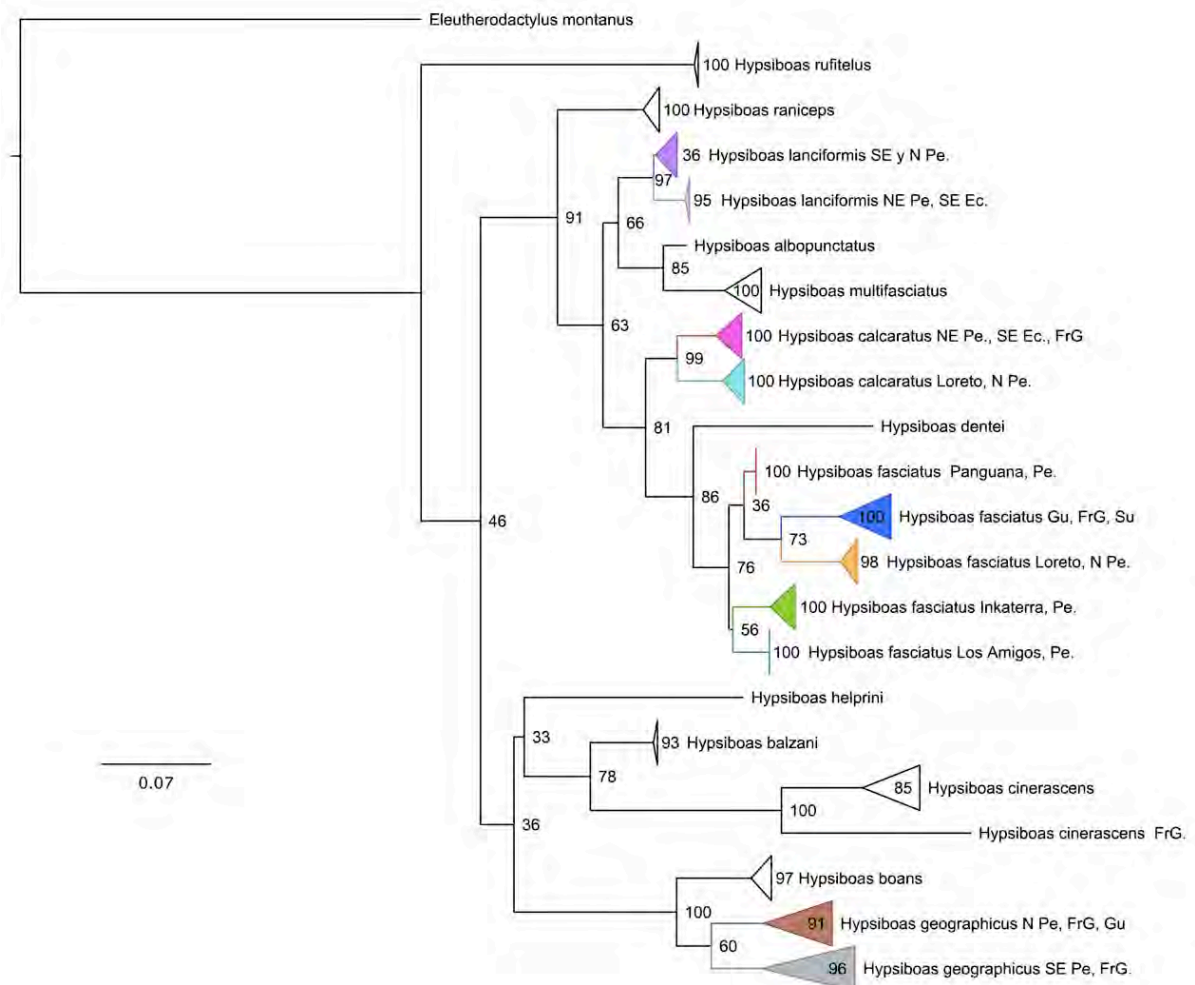 Eleutherodactylus montanus
100 Hypsiboas rufitelus
100 Hypsiboas raniceps
36 Hypsiboas lanciformis SE y N Pe.
97
95 Hypsiboas lanciformis NE Pe, SE Ec.
91
66
Hypsiboas albopunctatus
85
100 Hypsiboas multifasciatus
63
100 Hypsiboas calcaratus NE Pe., SE Ec., FrG
99
100 Hypsiboas calcaratus Loreto, N Pe.
81
Hypsiboas dentei
100 Hypsiboas fasciatus Panguana, Pe.
86
36
46
100 Hypsiboas fasciatus Gu, FrG, Su
73
98 Hypsiboas fasciatus Loreto, N Pe.
76
100 Hypsiboas fasciatus Inkaterra, Pe.
56
100 Hypsiboas fasciatus Los Amigos, Pe.
Hypsiboas helprini
33
93 Hypsiboas balzani
78
0.07
85 Hypsiboas cinerascens
100
36
Hypsiboas cinerascens FrG.
97 Hypsiboas boans
100
91 Hypsiboas geographicus N Pe, FrG, Gu
60
96 Hypsiboas geographicus SE Pe, FrG.